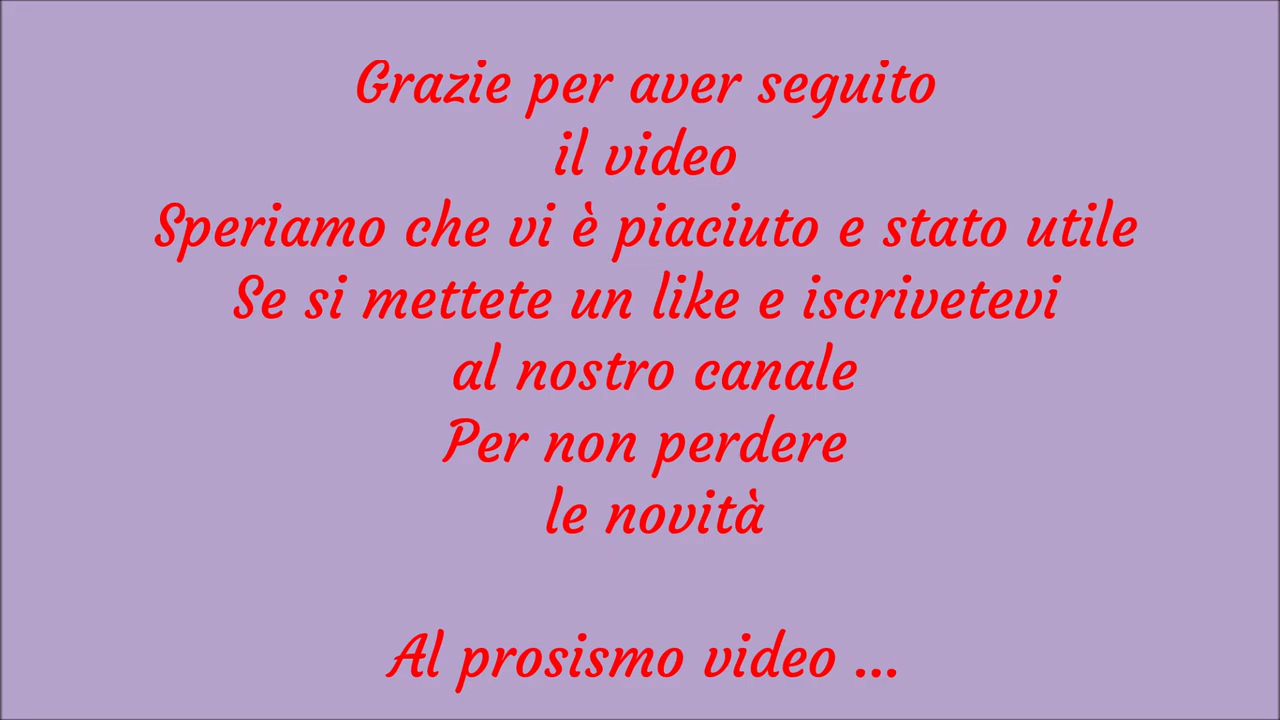 Grazie per aver seguito
il video
Speriamo che vi è piaciuto e stato utile
Se si mettete un like e iscrivetevi
al nostro canale
Per non perdere
le novità
Al prosismo video ...